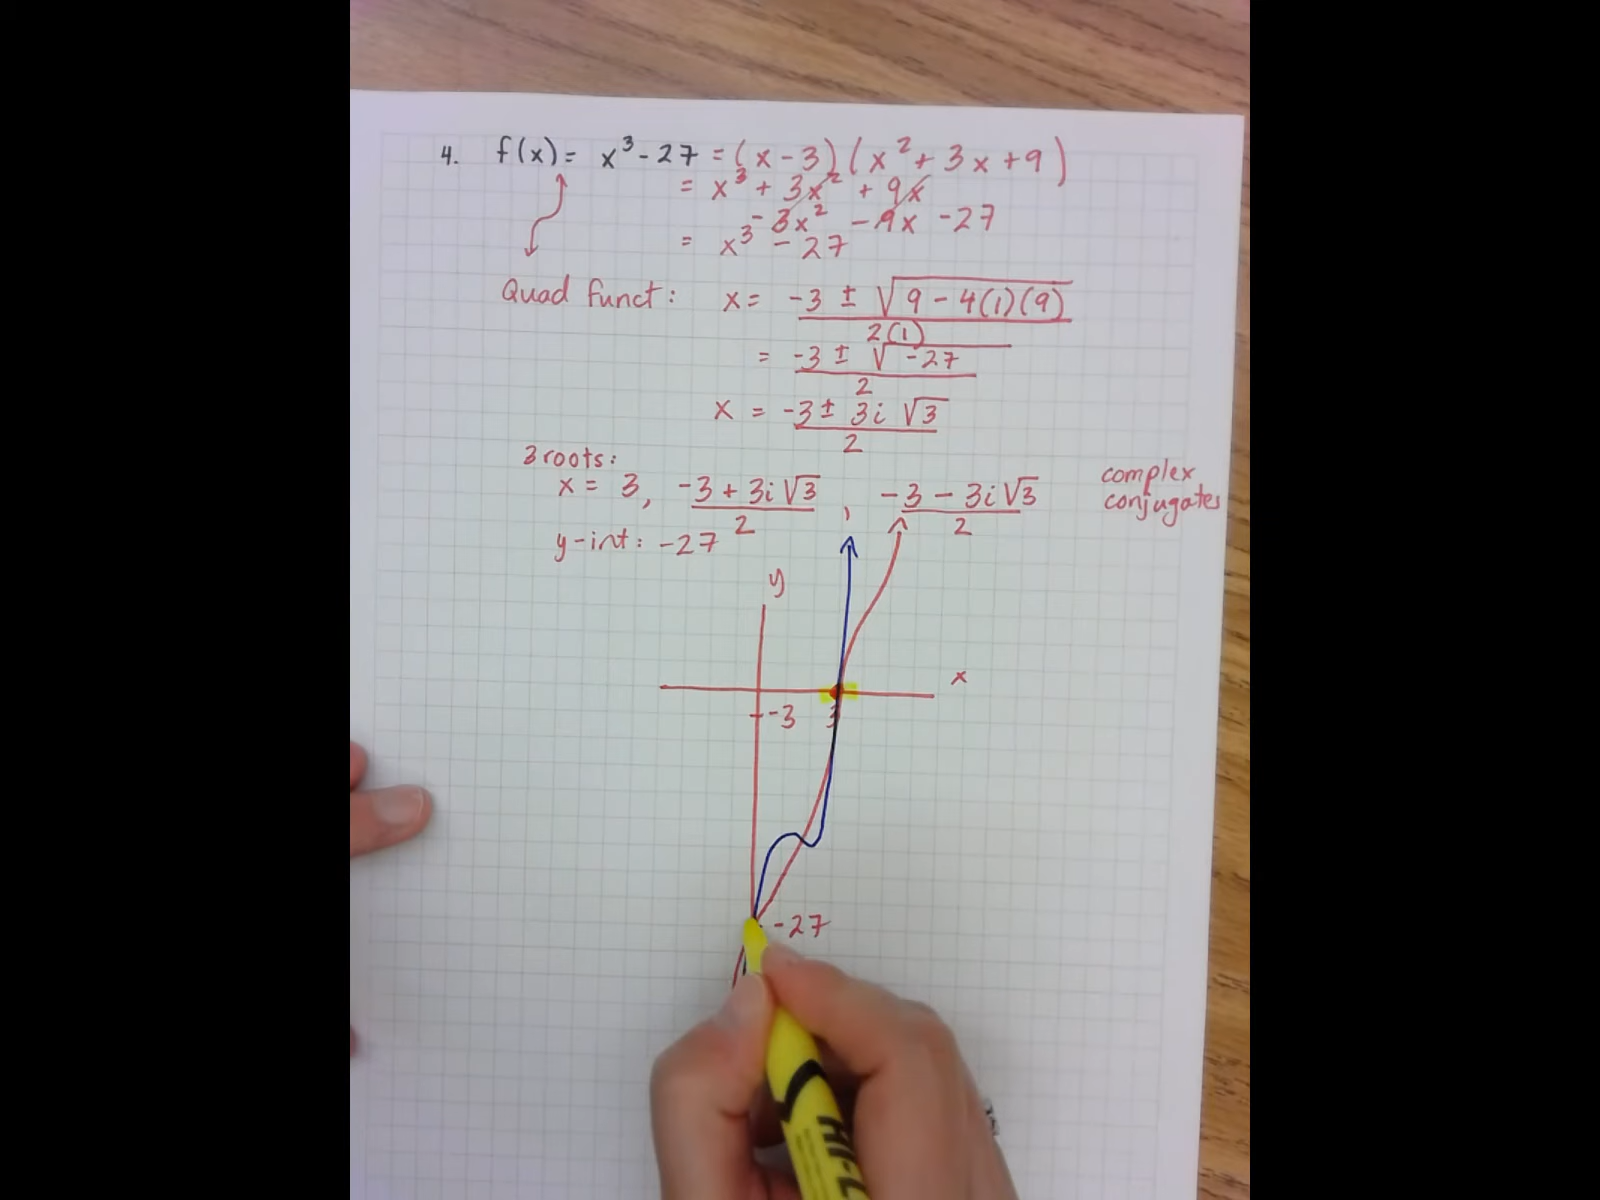 4. f(x) = x³ - 27 = (x - 3)(x² + 3x + 9)
= x³ + 3x² + 9x
- 3x² - 9x - 27
= x³ - 27
Quad funct: x = -3 ± √9 - 4(1)(9)
2(1)
= -3 ± √-27
2
x = -3 ± 3i √3
2
3 roots:
x = 3, -3 + 3i√3 / 2, -3 - 3i√3 / 2
complex
conjugates
y-int: -27
y
x
-3 3
-27
HI-L